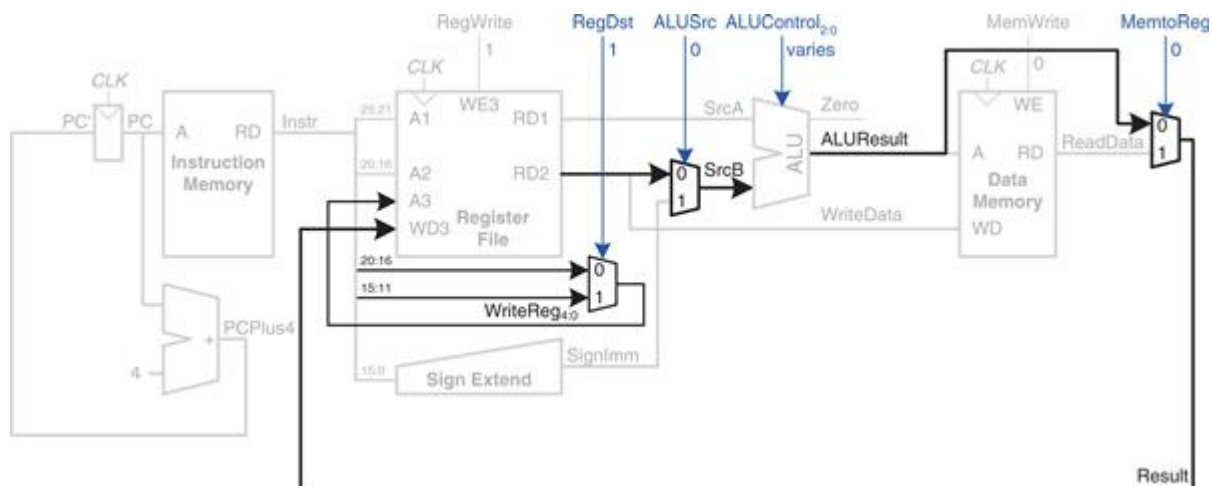 RegWrite RegDst ALUSrc ALUControl2:0 MemWrite MemtoReg
1 1 0 varies 0 0
CLK CLK CLK
PC' PC A RD Instr 25:21 A1 WE3 RD1 SrcA Zero WE
Instruction
Memory
20:16 A2 RD2 0 SrcB ALU ALUResult A RD ReadData 0
A3 1 Data 1
Memory
WD3 Register
File
WriteData WD
20:16 0
15:11 1
WriteReg4:0
PCPlus4
+
4
SignImm
15:0 Sign Extend
Result